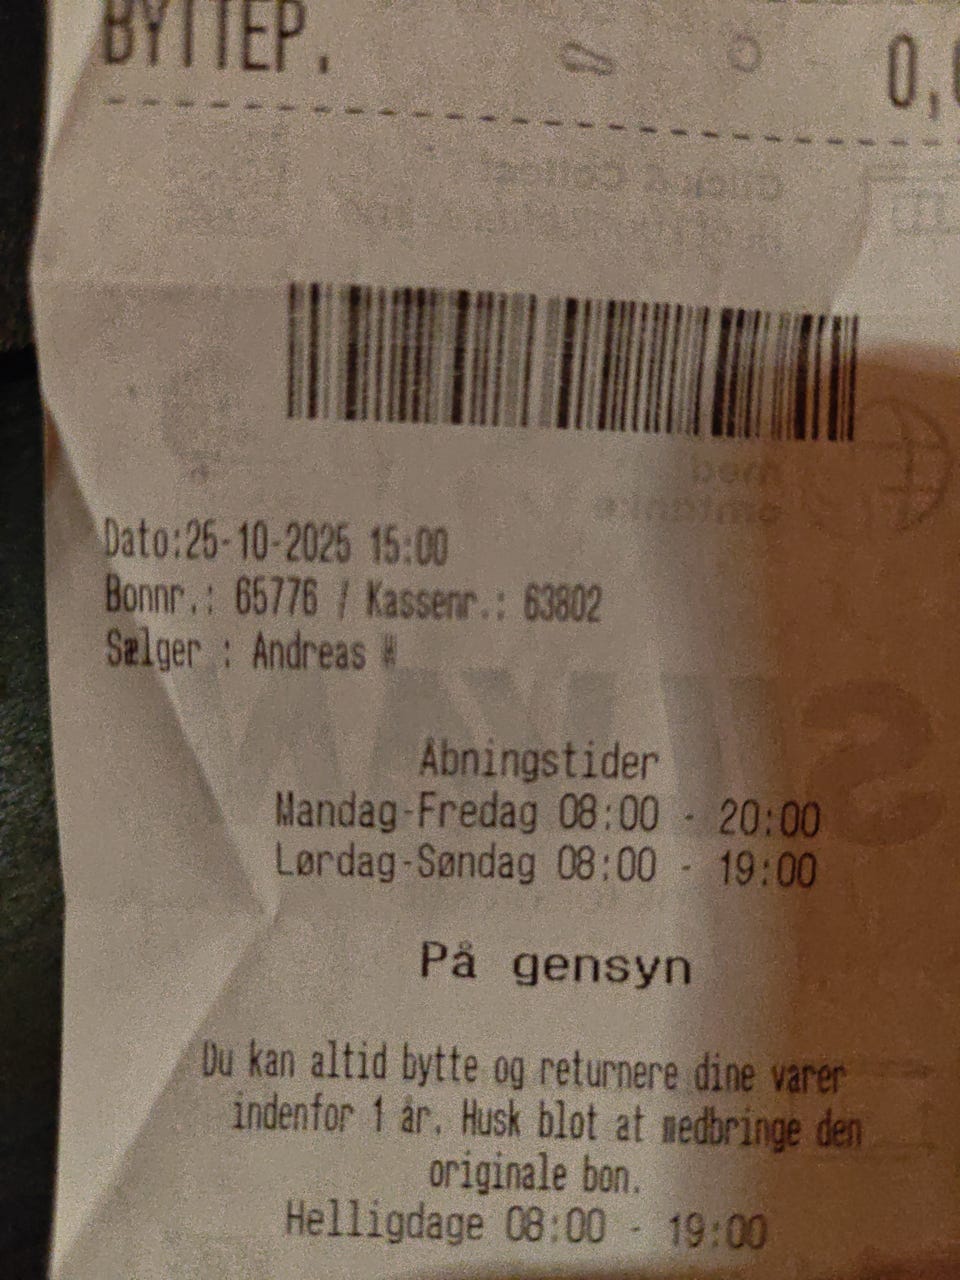 BYTTEP. 0,
Dato:25-10-2025 15:00
Bonnr.: 65776 / Kassenr.: 63802
Sælger : Andreas #
Åbningstider
Mandag-Fredag 08:00 - 20:00
Lørdag-Søndag 08:00 - 19:00
På gensyn
Du kan altid bytte og returnere dine varer
indenfor 1 år. Husk blot at medbringe den
originale bon.
Helligdage 08:00 - 19:00